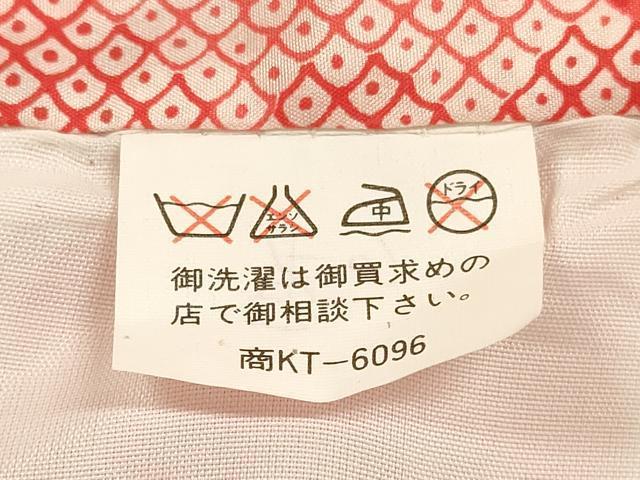 エンソ
サラシ
中
ドライ
御洗濯は御買求めの
店で御相談下さい。
商KT-6096